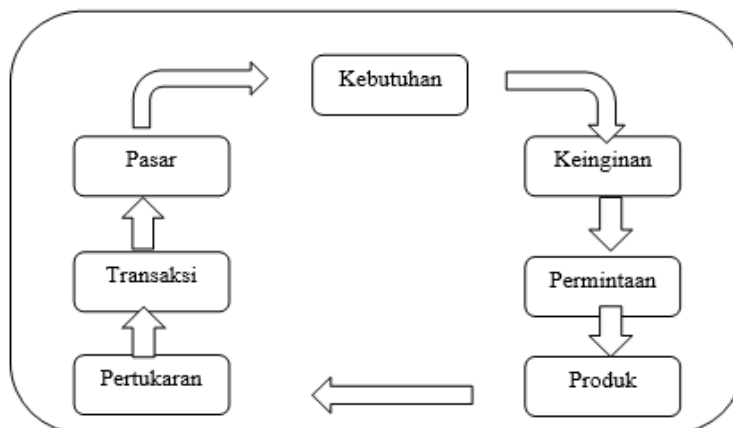 Kebutuhan
Keinginan
Permintaan
Produk
Pertukaran
Transaksi
Pasar